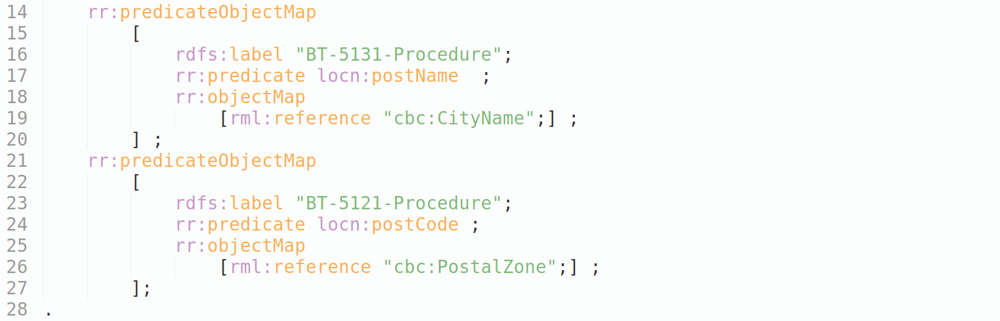 14     rr:predicateObjectMap
15         [
16             rdfs:label "BT-5131-Procedure";
17             rr:predicate locn:postName  ;
18             rr:objectMap
19                 [rml:reference "cbc:CityName";] ;
20         ] ;
21     rr:predicateObjectMap
22         [
23             rdfs:label "BT-5121-Procedure";
24             rr:predicate locn:postCode ;
25             rr:objectMap
26                 [rml:reference "cbc:PostalZone";] ;
27         ];
28 .